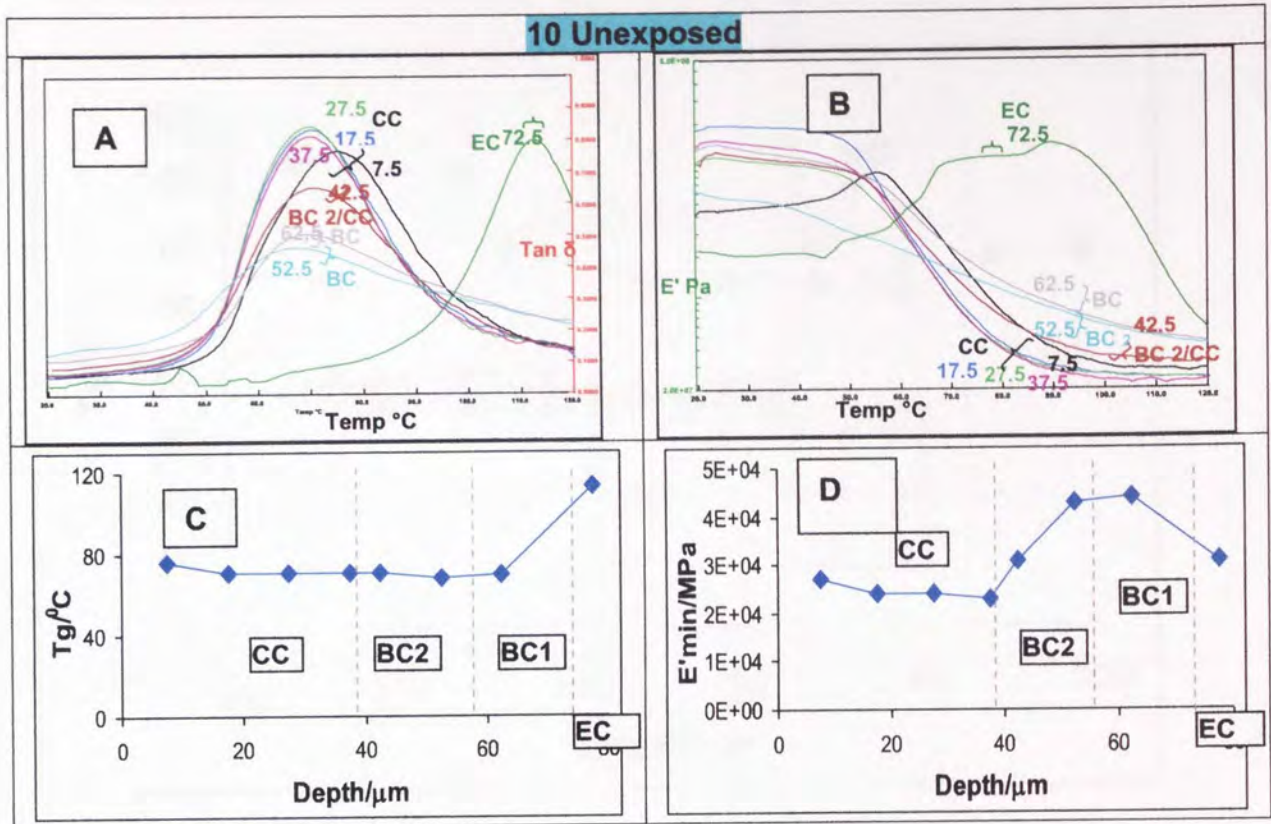 10 Unexposed
A
27.5
CC
17.5
37.5
7.5
42.5
BC 2/CC
62.5 BC
52.5 BC
EC 72.5
Tan δ
Temp °C
Temp °C
B
EC
72.5
E' Pa
62.5
BC
52.5 BC 2
42.5
BC 2/CC
CC
7.5
17.5 27.5
37.5
Temp °C
C
Tg/⁰C
120
80
40
0
CC
BC2
BC1
EC
0 20 40 60
Depth/μm
D
E'min/MPa
5E+04
4E+04
3E+04
2E+04
1E+04
0E+00
CC
BC2
BC1
EC
0 20 40 60
Depth/μm